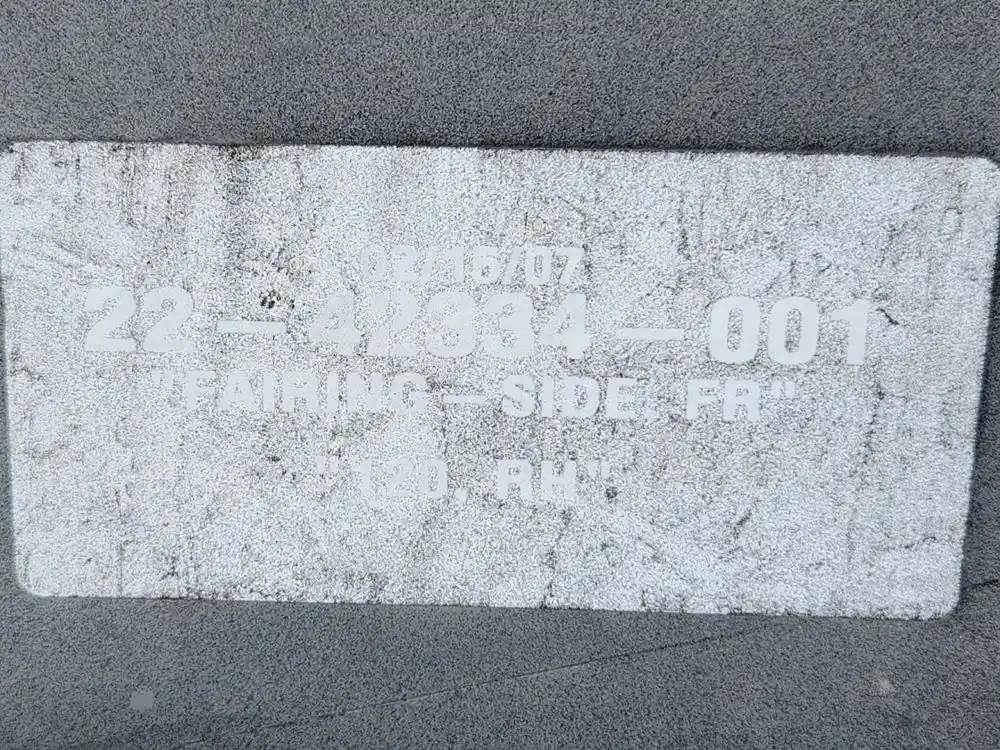 02/15/07
22-42334-001
"FAIRING-SIDE, FR"
"120, RH"